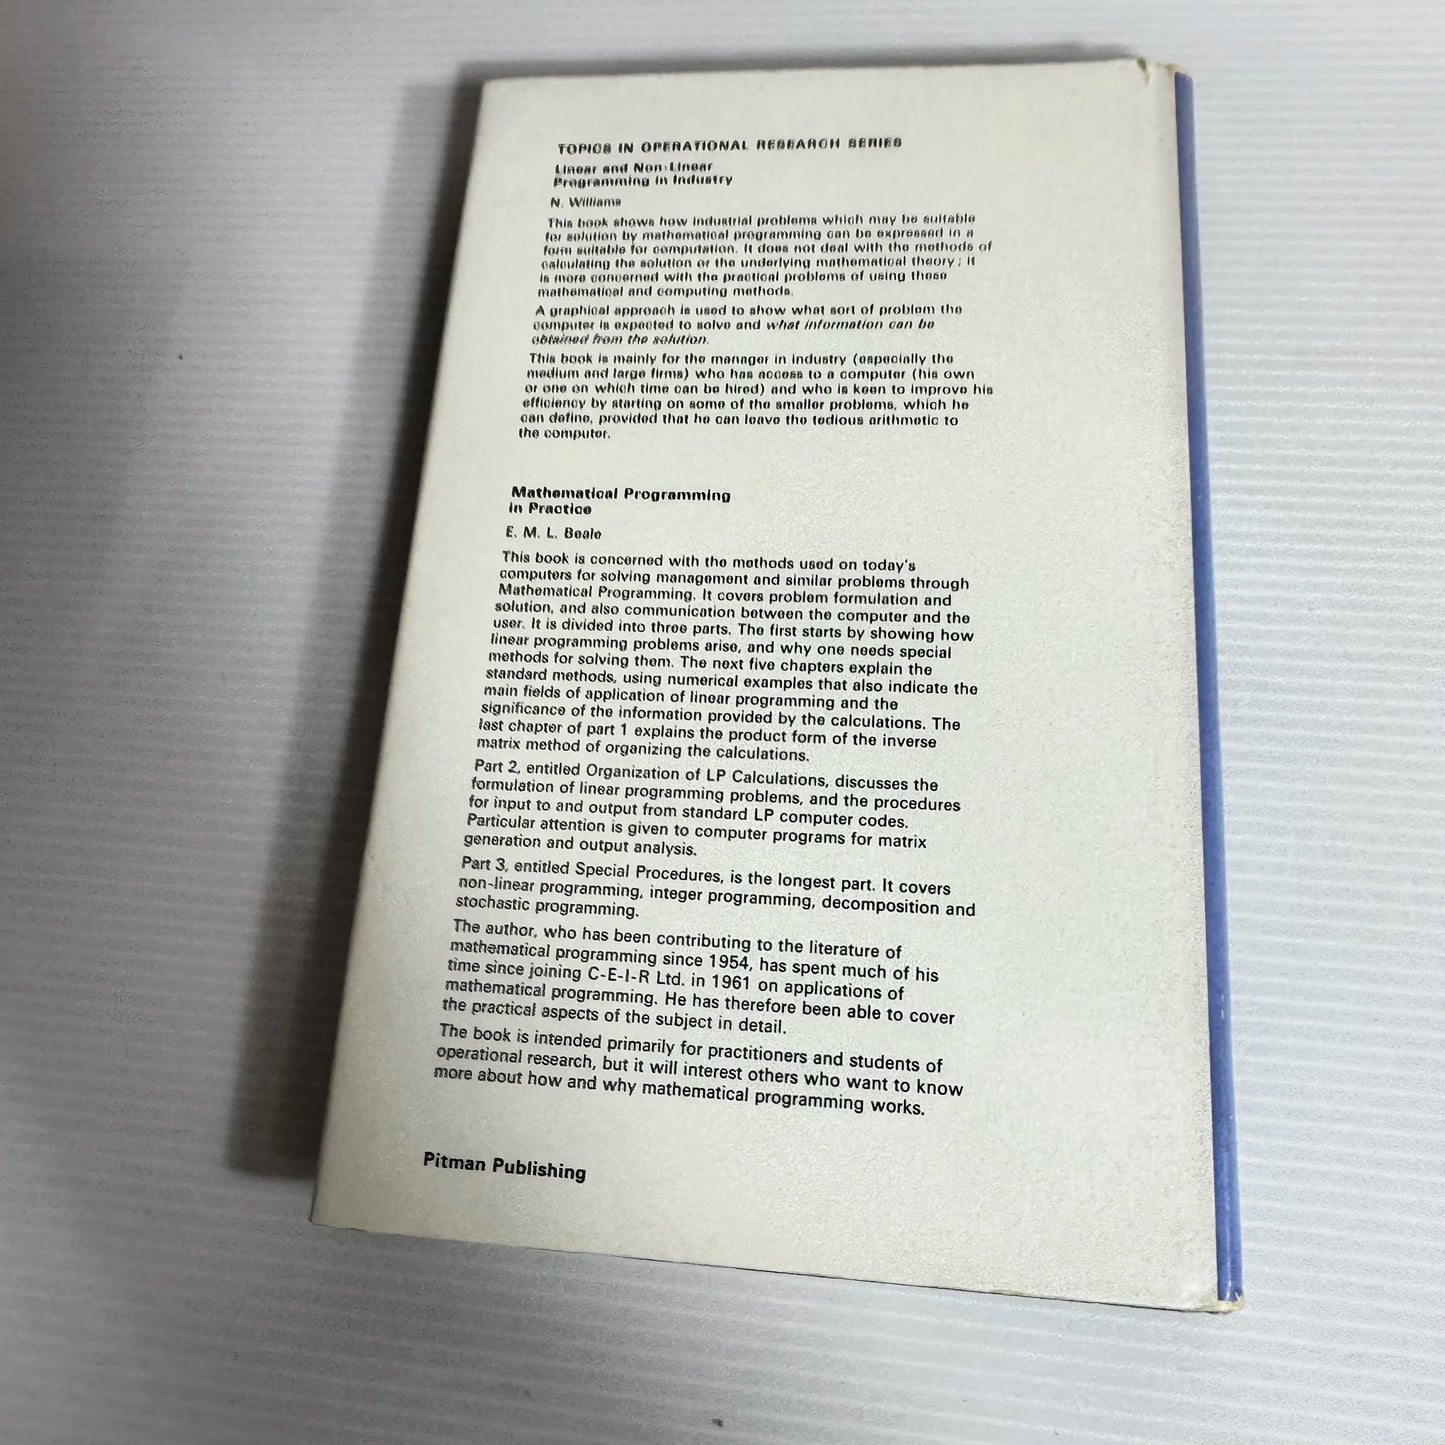 TOPICS IN OPERATIONAL RESEARCH SERIES
Linear and Non-Linear
Programming in Industry
N. Williams
This book shows how industrial problems which may be suitable
for solution by mathematical programming can be expressed in a
form suitable for computation. It does not deal with the methods of
calculating the solution or the underlying mathematical theory; it
is more concerned with the practical problems of using these
mathematical and computing methods.
A graphical approach is used to show what sort of problem the
computer is expected to solve and what information can be
obtained from the solution.
This book is mainly for the manager in industry (especially the
medium and large firms) who has access to a computer (his own
or one on which time can be hired) and who is keen to improve his
efficiency by starting on some of the smaller problems, which he
can define, provided that he can leave the tedious arithmetic to
the computer.
Mathematical Programming
in Practice
E. M. L. Beale
This book is concerned with the methods used on today's
computers for solving management and similar problems through
Mathematical Programming. It covers problem formulation and
solution, and also communication between the computer and the
user. It is divided into three parts. The first starts by showing how
linear programming problems arise, and why one needs special
methods for solving them. The next five chapters explain the
standard methods, using numerical examples that also indicate the
main fields of application of linear programming and the
significance of the information provided by the calculations. The
last chapter of part 1 explains the product form of the inverse
matrix method of organizing the calculations.
Part 2, entitled Organization of LP Calculations, discusses the
formulation of linear programming problems, and the procedures
for input to and output from standard LP computer codes.
Particular attention is given to computer programs for matrix
generation and output analysis.
Part 3, entitled Special Procedures, is the longest part. It covers
non-linear programming, integer programming, decomposition and
stochastic programming.
The author, who has been contributing to the literature of
mathematical programming since 1954, has spent much of his
time since joining C-E-I-R Ltd. in 1961 on applications of
mathematical programming. He has therefore been able to cover
the practical aspects of the subject in detail.
The book is intended primarily for practitioners and students of
operational research, but it will interest others who want to know
more about how and why mathematical programming works.
Pitman Publishing